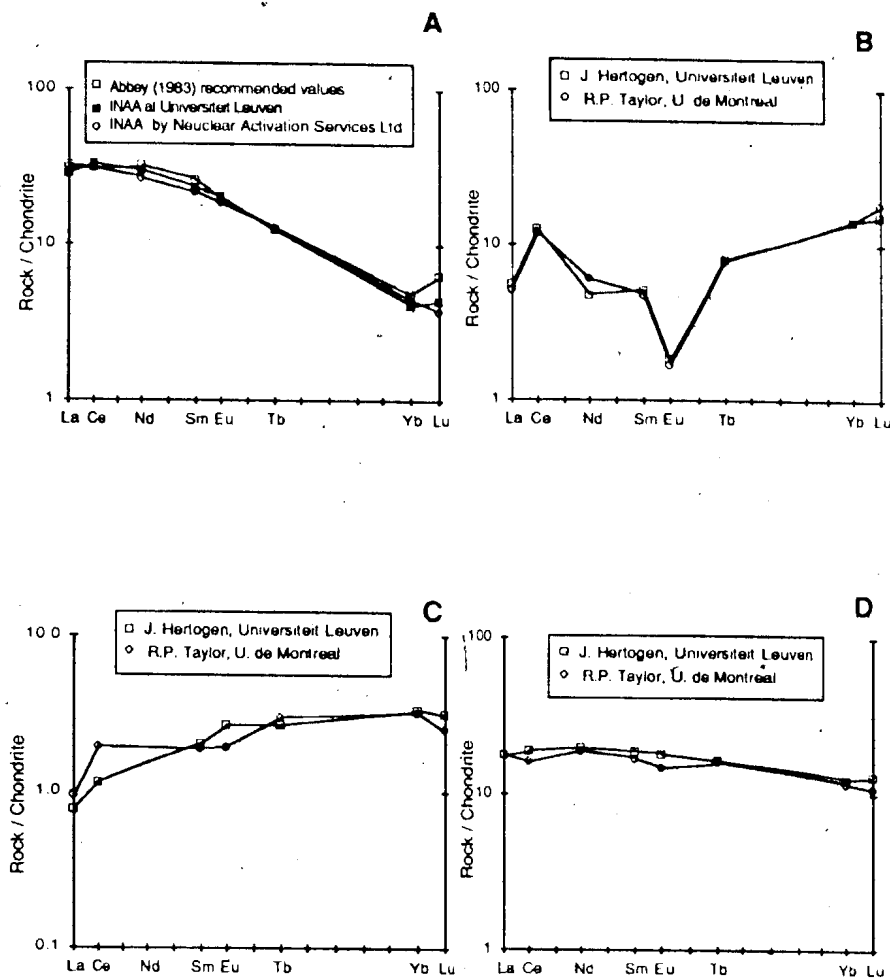 A
□ Abbey (1983) recommended values
■ INAA at Universiteit Leuven
◇ INAA by Neuclear Activation Services Ltd
100
10
1
Rock / Chondrite
La Ce Nd Sm Eu Tb Yb Lu
B
□ J Hertogen, Universiteit Leuven
○ R.P. Taylor, U. de Montreal
100
10
1
Rock / Chondrite
La Ce Nd Sm Eu Tb Yb Lu
C
□ J. Hertogen, Universiteit Leuven
◇ R.P. Taylor, U. de Montreal
10 0
1.0
0.1
Rock / Chondrite
La Ce Nd Sm Eu Tb Yb Lu
D
□ J. Hertogen, Universiteit Leuven
◇ R.P. Taylor, U. de Montreal
100
10
1
Rock / Chondrite
La Ce Nd Sm Eu Tb Yb Lu